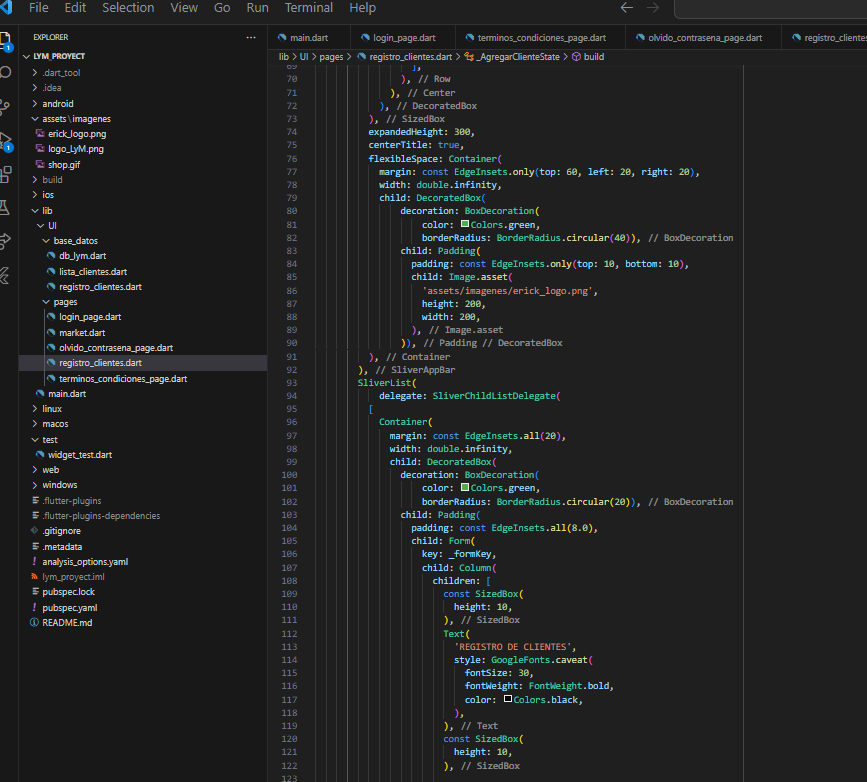 File Edit Selection View Go Run Terminal Help
EXPLORER
LYM_PROYECT
.dart_tool
.idea
android
assets\imagenes
erick_logo.png
logo_LyM.png
shop.gif
build
ios
lib
UI
base_datos
db_lym.dart
lista_clientes.dart
registro_clientes.dart
pages
login_page.dart
market.dart
olvido_contrasena_page.dart
registro_clientes.dart
terminos_condiciones_page.dart
main.dart
linux
macos
test
widget_test.dart
web
windows
.flutter-plugins
.flutter-plugins-dependencies
.gitignore
.metadata
analysis_options.yaml
lym_proyect.iml
pubspec.lock
pubspec.yaml
README.md
1
1
main.dart login_page.dart terminos_condiciones_page.dart olvido_contrasena_page.dart registro_cliente
lib > UI > pages > registro_clientes.dart > _AgregarClienteState > build
69 ],
70 ), // Row
71 ), // Center
72 ), // DecoratedBox
73 ), // SizedBox
74 expandedHeight: 300,
75 centerTitle: true,
76 flexibleSpace: Container(
77 margin: const EdgeInsets.only(top: 60, left: 20, right: 20),
78 width: double.infinity,
79 child: DecoratedBox(
80 decoration: BoxDecoration(
81 color: Colors.green,
82 borderRadius: BorderRadius.circular(40)), // BoxDecoration
83 child: Padding(
84 padding: const EdgeInsets.only(top: 10, bottom: 10),
85 child: Image.asset(
86 'assets/imagenes/erick_logo.png',
87 height: 200,
88 width: 200,
89 ), // Image.asset
90 )), // Padding // DecoratedBox
91 ), // Container
92 ), // SliverAppBar
93 SliverList(
94 delegate: SliverChildListDelegate(
95 [
96 Container(
97 margin: const EdgeInsets.all(20),
98 width: double.infinity,
99 child: DecoratedBox(
100 decoration: BoxDecoration(
101 color: Colors.green,
102 borderRadius: BorderRadius.circular(20)), // BoxDecoration
103 child: Padding(
104 padding: const EdgeInsets.all(8.0),
105 child: Form(
106 key: _formKey,
107 child: Column(
108 children: [
109 const SizedBox(
110 height: 10,
111 ), // SizedBox
112 Text(
113 'REGISTRO DE CLIENTES',
114 style: GoogleFonts.caveat(
115 fontSize: 30,
116 fontWeight: FontWeight.bold,
117 color: Colors.black,
118 ),
119 ), // Text
120 const SizedBox(
121 height: 10,
122 ), // SizedBox
123